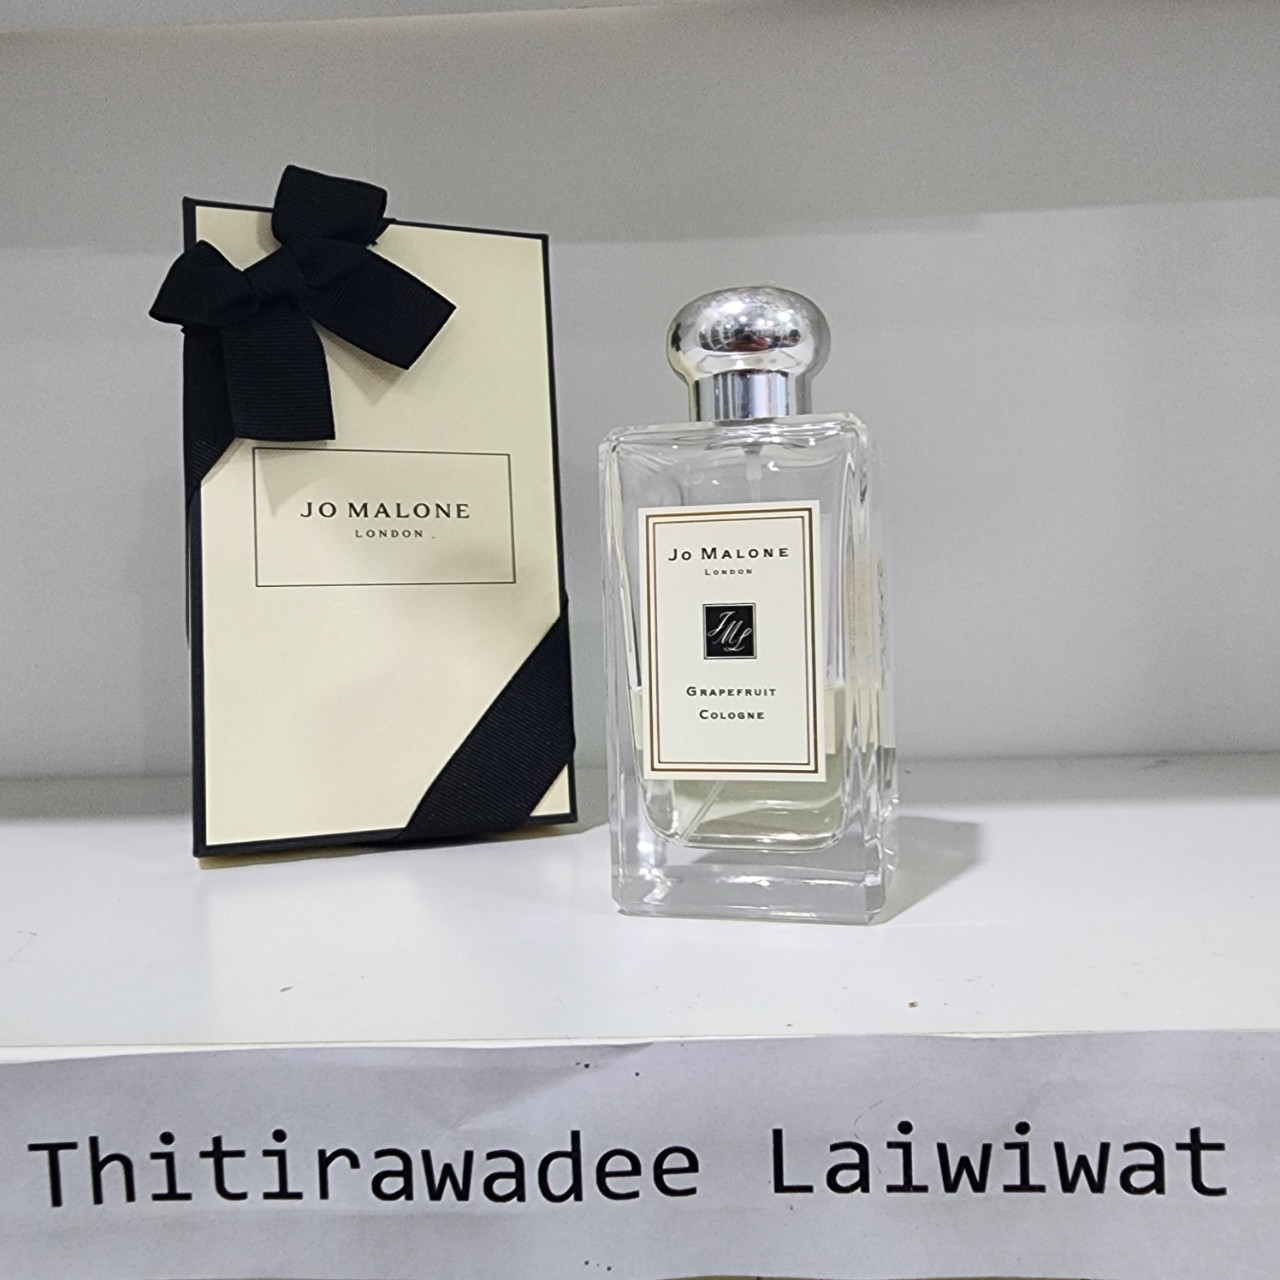 JO MALONE
LONDON
JO MALONE
LONDON
JML
GRAPEFRUIT
COLOGNE
Thitirawadee Laiwiwat